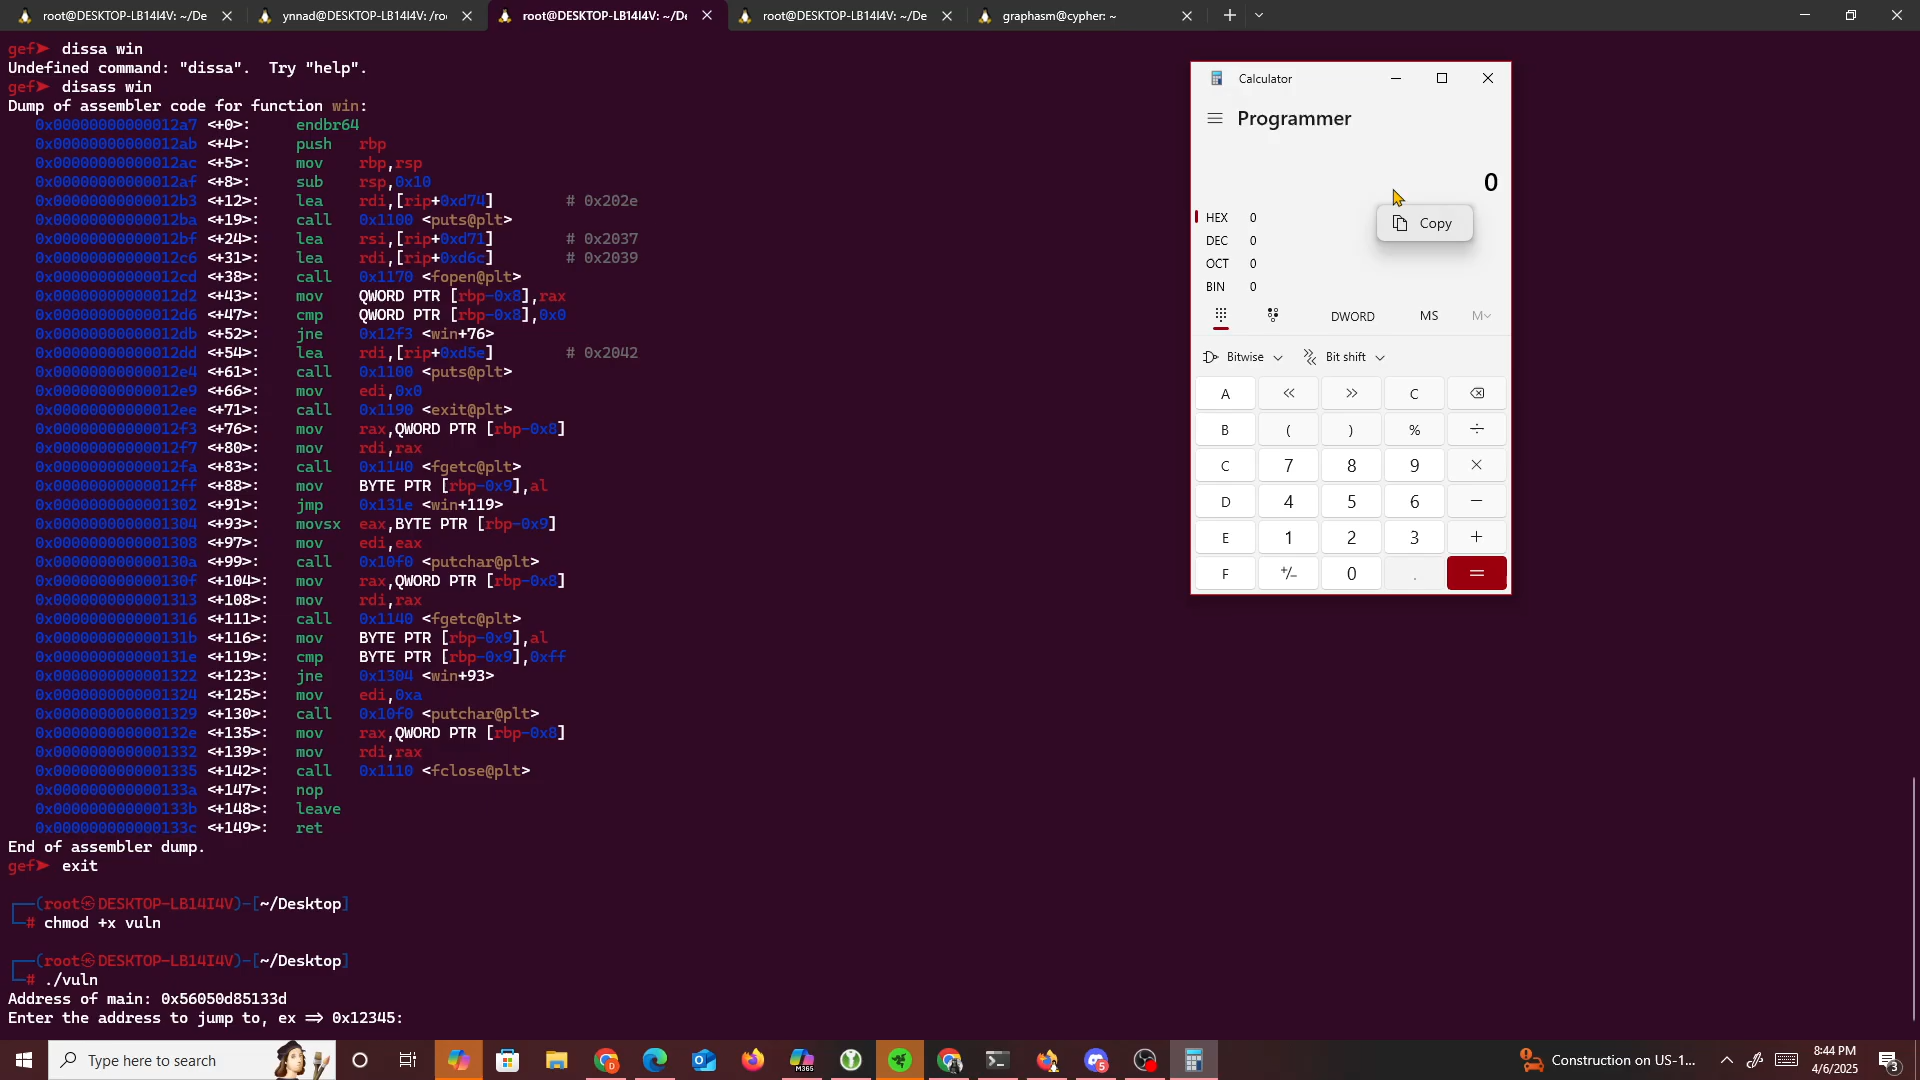 root@DESKTOP-LB14I4V: ~/De
ynnad@DESKTOP-LB14I4V: /ro
root@DESKTOP-LB14I4V: ~/De
root@DESKTOP-LB14I4V: ~/De
graphasm@cypher: ~
gef➤ dissa win
Undefined command: "dissa". Try "help".
gef➤ disass win
Dump of assembler code for function win:
0x00000000000012a7 <+0>: endbr64
0x00000000000012ab <+4>: push rbp
0x00000000000012ac <+5>: mov rbp,rsp
0x00000000000012af <+8>: sub rsp,0x10
0x00000000000012b3 <+12>: lea rdi,[rip+0xd74] # 0x202e
0x00000000000012ba <+19>: call 0x1100 <puts@plt>
0x00000000000012bf <+24>: lea rsi,[rip+0xd71] # 0x2037
0x00000000000012c6 <+31>: lea rdi,[rip+0xd6c] # 0x2039
0x00000000000012cd <+38>: call 0x1170 <fopen@plt>
0x00000000000012d2 <+43>: mov QWORD PTR [rbp-0x8],rax
0x00000000000012d6 <+47>: cmp QWORD PTR [rbp-0x8],0x0
0x00000000000012db <+52>: jne 0x12f3 <win+76>
0x00000000000012dd <+54>: lea rdi,[rip+0xd5e] # 0x2042
0x00000000000012e4 <+61>: call 0x1100 <puts@plt>
0x00000000000012e9 <+66>: mov edi,0x0
0x00000000000012ee <+71>: call 0x1190 <exit@plt>
0x00000000000012f3 <+76>: mov rax,QWORD PTR [rbp-0x8]
0x00000000000012f7 <+80>: mov rdi,rax
0x00000000000012fa <+83>: call 0x1140 <fgetc@plt>
0x00000000000012ff <+88>: mov BYTE PTR [rbp-0x9],al
0x0000000000001302 <+91>: jmp 0x131e <win+119>
0x0000000000001304 <+93>: movsx eax,BYTE PTR [rbp-0x9]
0x0000000000001308 <+97>: mov edi,eax
0x000000000000130a <+99>: call 0x10f0 <putchar@plt>
0x000000000000130f <+104>: mov rax,QWORD PTR [rbp-0x8]
0x0000000000001313 <+108>: mov rdi,rax
0x0000000000001316 <+111>: call 0x1140 <fgetc@plt>
0x000000000000131b <+116>: mov BYTE PTR [rbp-0x9],al
0x000000000000131e <+119>: cmp BYTE PTR [rbp-0x9],0xff
0x0000000000001322 <+123>: jne 0x1304 <win+93>
0x0000000000001324 <+125>: mov edi,0xa
0x0000000000001329 <+130>: call 0x10f0 <putchar@plt>
0x000000000000132e <+135>: mov rax,QWORD PTR [rbp-0x8]
0x0000000000001332 <+139>: mov rdi,rax
0x0000000000001335 <+142>: call 0x1110 <fclose@plt>
0x000000000000133a <+147>: nop
0x000000000000133b <+148>: leave
0x000000000000133c <+149>: ret
End of assembler dump.
gef➤ exit
┌──(root㉿DESKTOP-LB14I4V)-[~/Desktop]
└─# chmod +x vuln
┌──(root㉿DESKTOP-LB14I4V)-[~/Desktop]
└─# ./vuln
Address of main: 0x56050d85133d
Enter the address to jump to, ex => 0x12345:
Calculator
Programmer
0
HEX 0
DEC 0
OCT 0
BIN 0
Copy
DWORD MS M
Bitwise Bit shift
A << >> C
B ( ) % ÷
C 7 8 9 ×
D 4 5 6 −
E 1 2 3 +
F +/− 0 . =
Type here to search
M365
D
5
Construction on US-1...
8:44 PM
4/6/2025
3